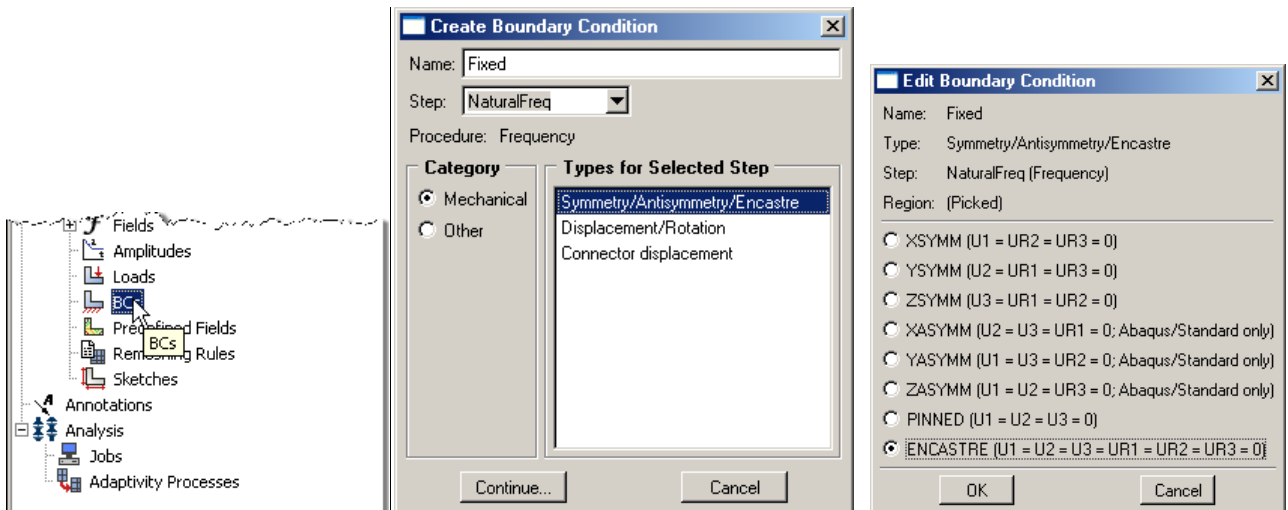 Fields
Amplitudes
Loads
BCs
Predefined Fields
BCs
Remeshing Rules
Sketches
Annotations
Analysis
Jobs
Adaptivity Processes
Create Boundary Condition
Name: Fixed
Step: NaturalFreq
Procedure: Frequency
Category
Mechanical
Other
Types for Selected Step
Symmetry/Antisymmetry/Encastre
Displacement/Rotation
Connector displacement
Continue...
Cancel
Edit Boundary Condition
Name: Fixed
Type: Symmetry/Antisymmetry/Encastre
Step: NaturalFreq (Frequency)
Region: (Picked)
XSYMM (U1 = UR2 = UR3 = 0)
YSYMM (U2 = UR1 = UR3 = 0)
ZSYMM (U3 = UR1 = UR2 = 0)
XASYMM (U2 = U3 = UR1 = 0; Abaqus/Standard only)
YASYMM (U1 = U3 = UR2 = 0; Abaqus/Standard only)
ZASYMM (U1 = U2 = UR3 = 0; Abaqus/Standard only)
PINNED (U1 = U2 = U3 = 0)
ENCASTRE (U1 = U2 = U3 = UR1 = UR2 = UR3 = 0)
OK
Cancel